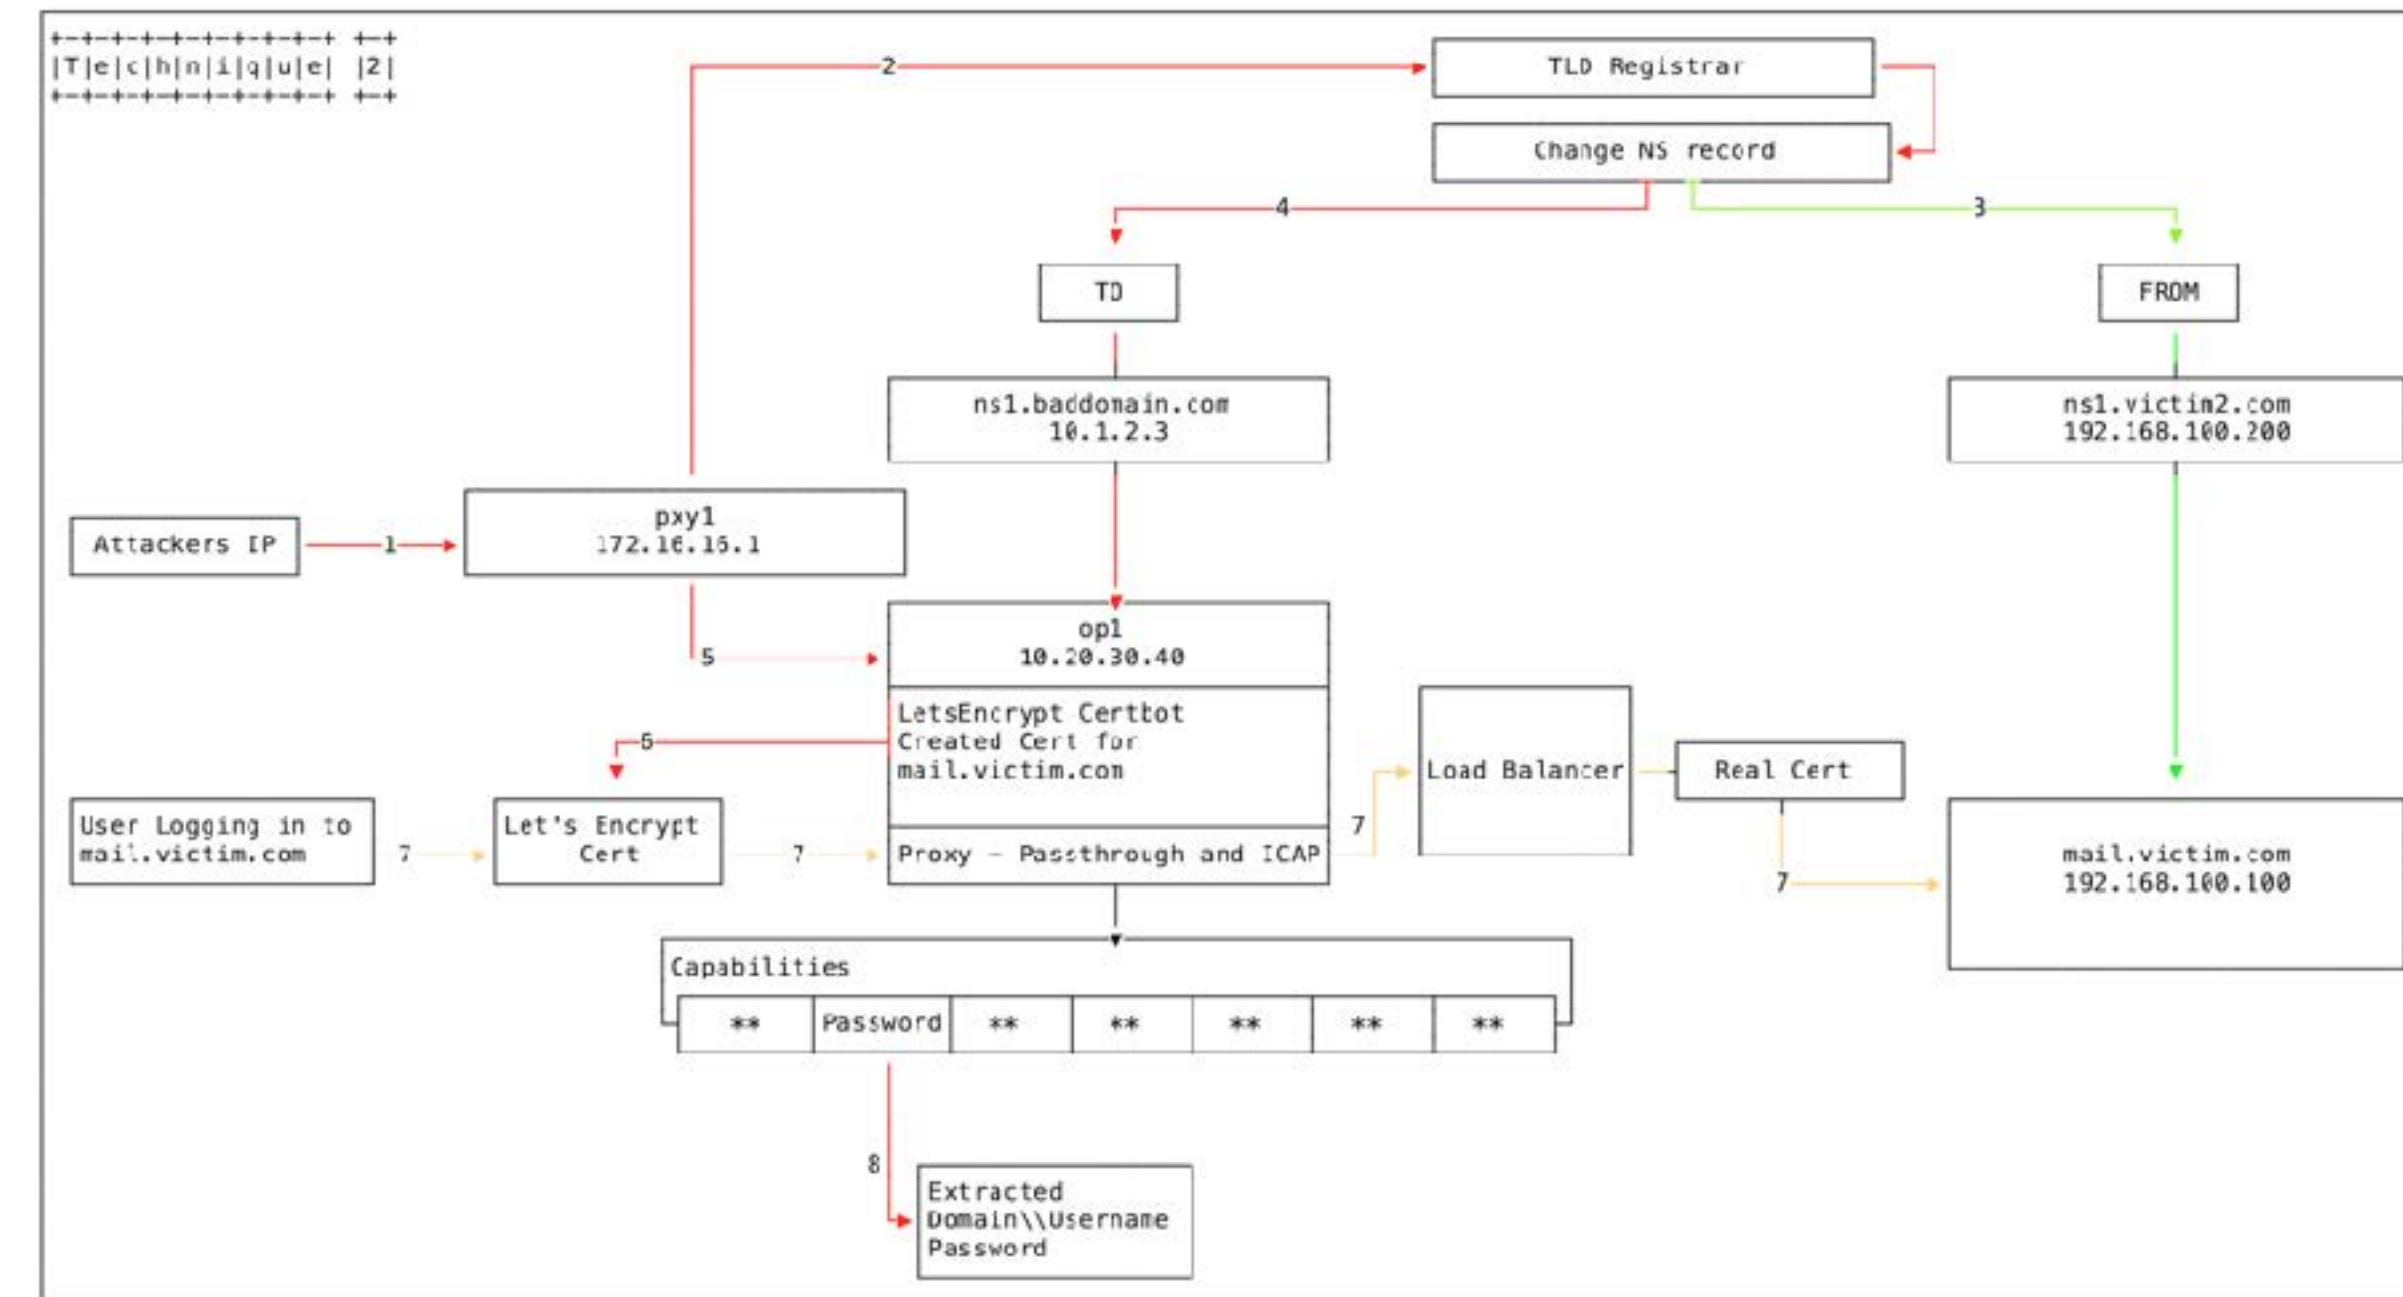 +-+-+-+-+-+-+-+-+-+ +-+
|T|e|c|h|n|i|q|u|e| |2|
+-+-+-+-+-+-+-+-+-+ +-+
2
TLD Registrar
Change NS record
4
3
TO
FROM
ns1.baddomain.com
10.1.2.3
ns1.victim2.com
192.168.100.200
Attackers IP
1
pxy1
172.16.16.1
op1
10.20.30.40
5
LetsEncrypt Certbot
Created Cert for
mail.victim.com
6
Load Balancer
Real Cert
User Logging in to
mail.victim.com
7
Let's Encrypt
Cert
7
Proxy - Passthrough and ICAP
7
7
mail.victim.com
192.168.100.100
Capabilities
** Password ** ** ** ** **
8
Extracted
Domain\\Username
Password